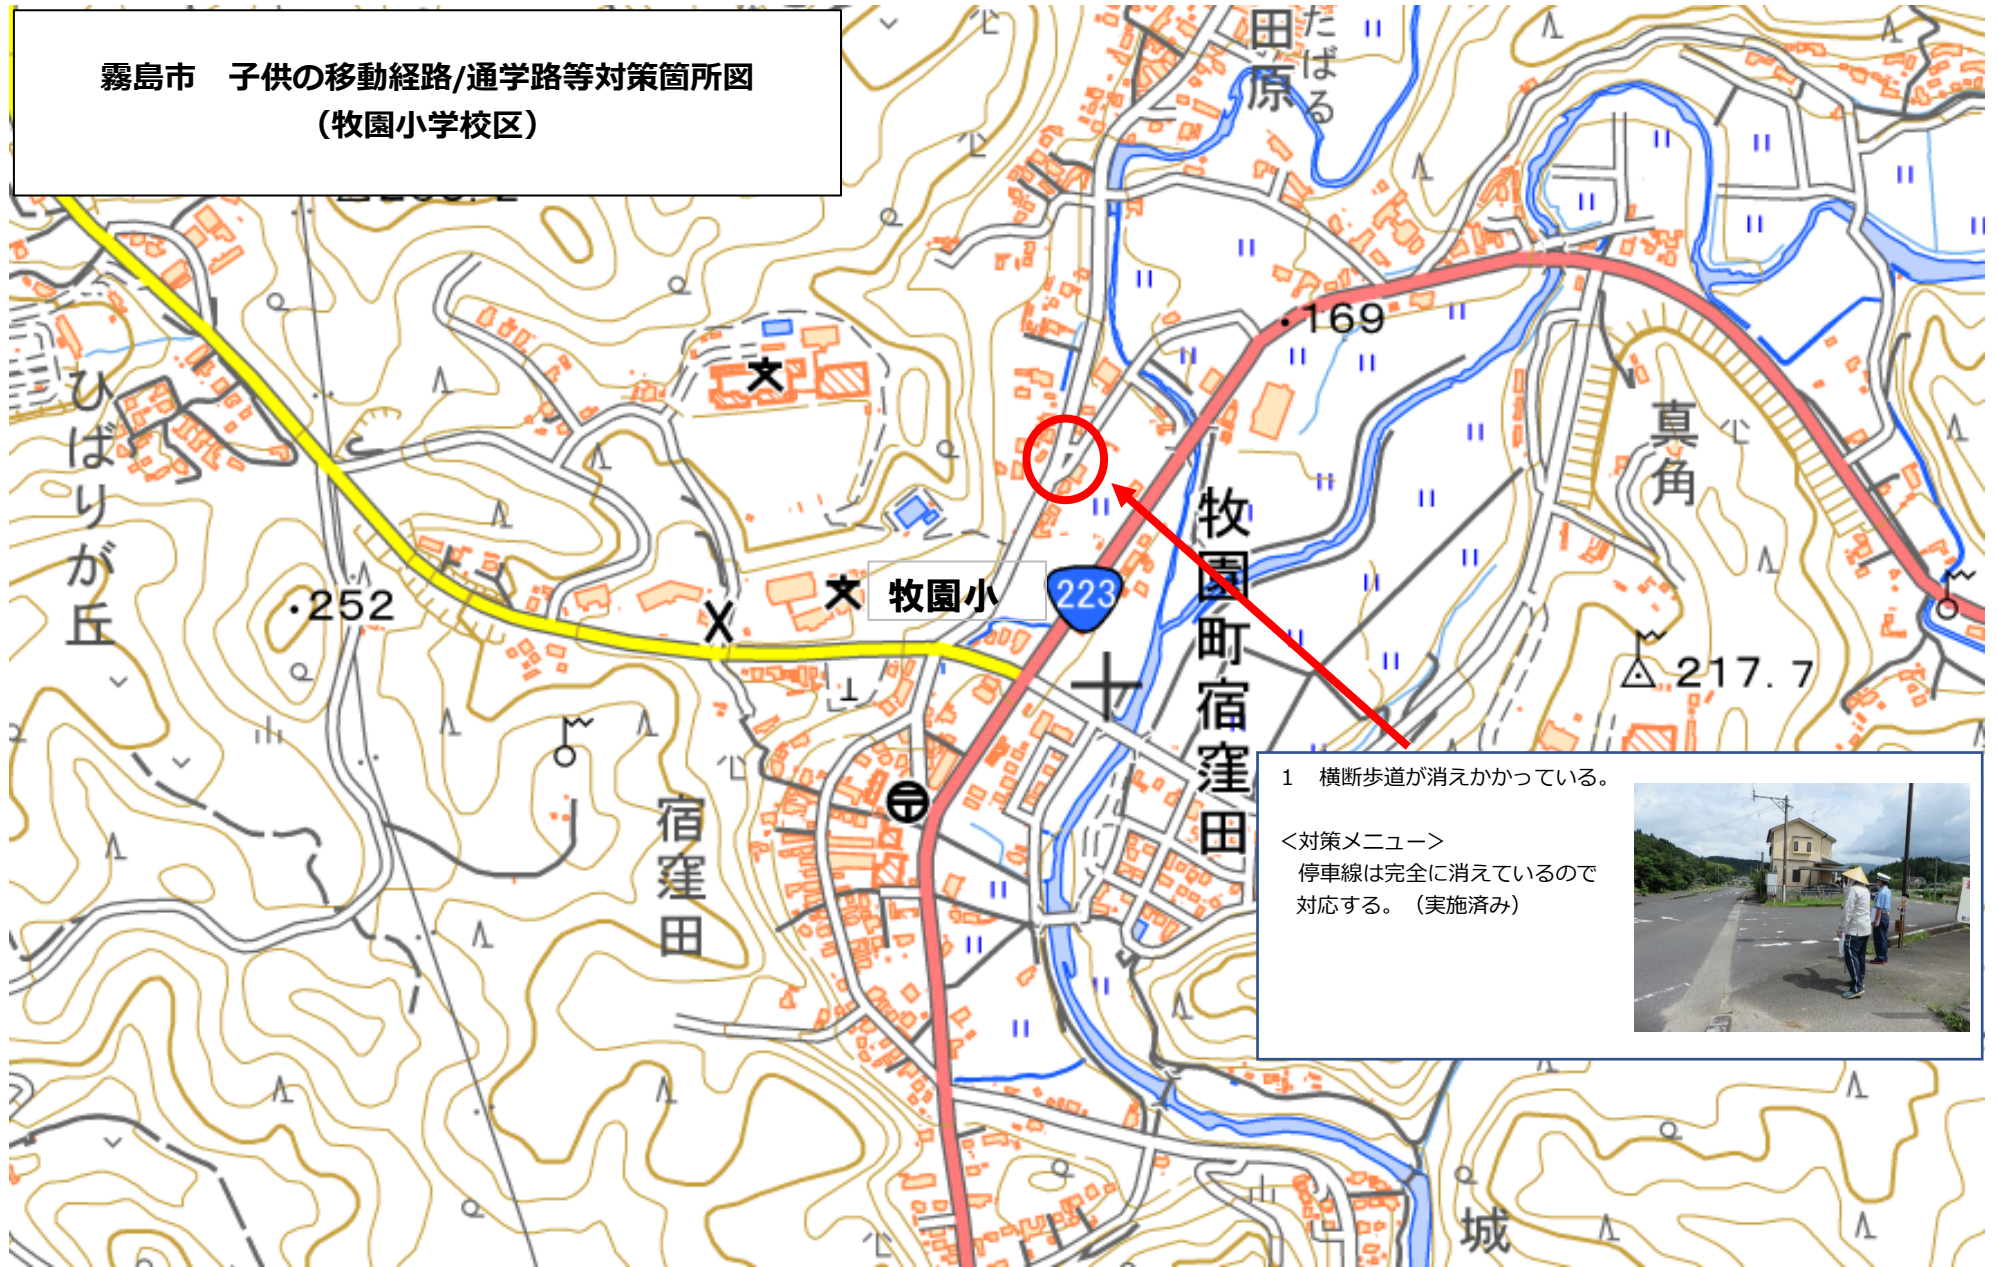 霧島市　子供の移動経路/通学路等対策箇所図
（牧園小学校区）
たばる
田原
169
ひばりが丘
真角
牧園町宿窪田
牧園小
223
252
217.7
宿窪田
城
1　横断歩道が消えかかっている。
＜対策メニュー＞
停車線は完全に消えているので
対応する。（実施済み）